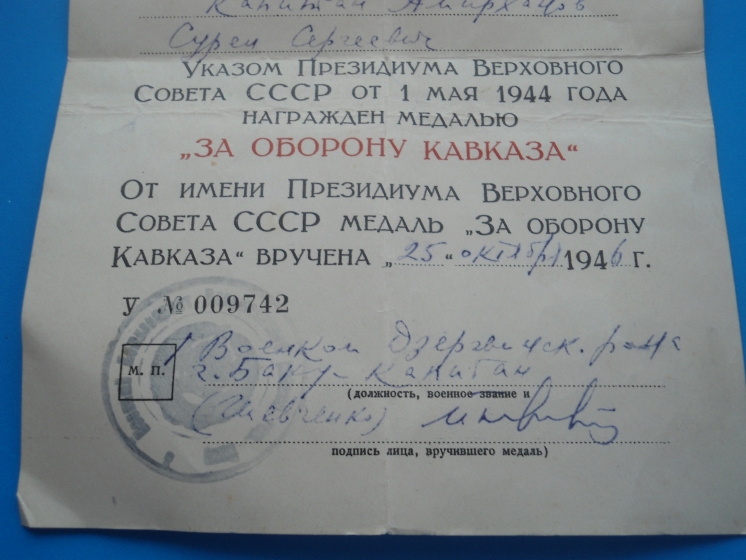 Капитан Амирханов
Сурен Сергеевич
Указом Президиума Верховного
Совета СССР от 1 мая 1944 года
награжден медалью
„За оборону Кавказа“
От имени Президиума Верховного
Совета СССР медаль „За оборону
Кавказа“ вручена „25“ октября 1946 г.
У № 009742
Военком Дзержинск. р-на
м. п.
г. Баку капитан
(должность, военное звание и
(Шевченко)
подпись лица, вручившего медаль)